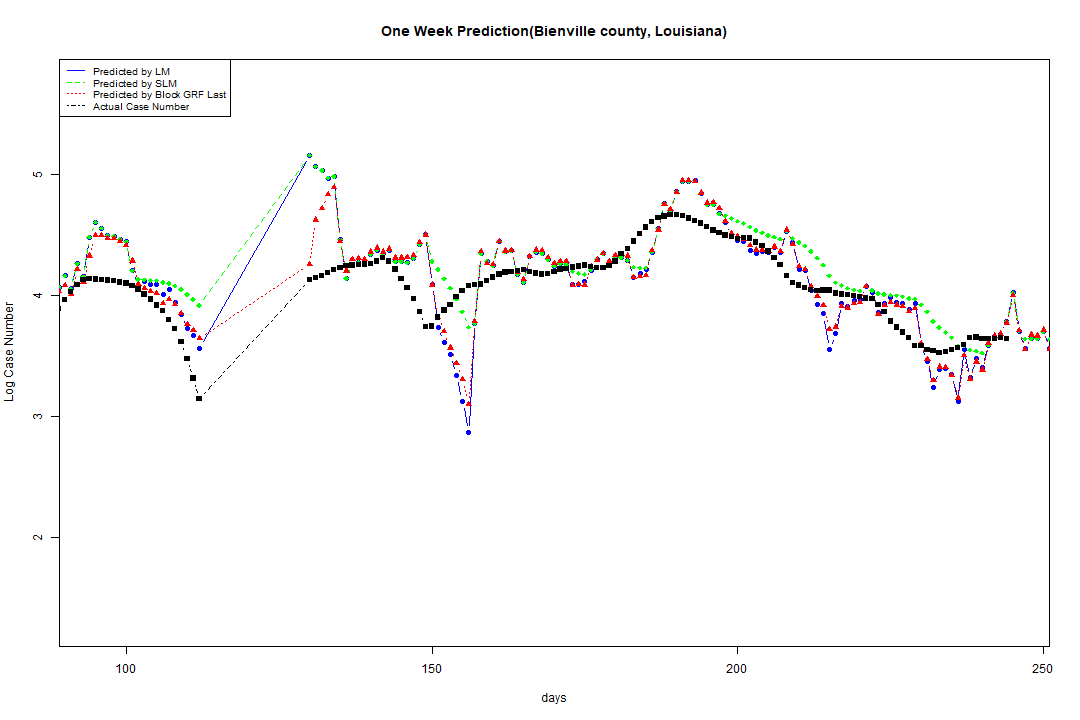 One Week Prediction(Bienville county, Louisiana)
Predicted by LM
Predicted by SLM
Predicted by Block GRF Last
Actual Case Number
5
4
3
2
Log Case Number
100
150
200
250
days